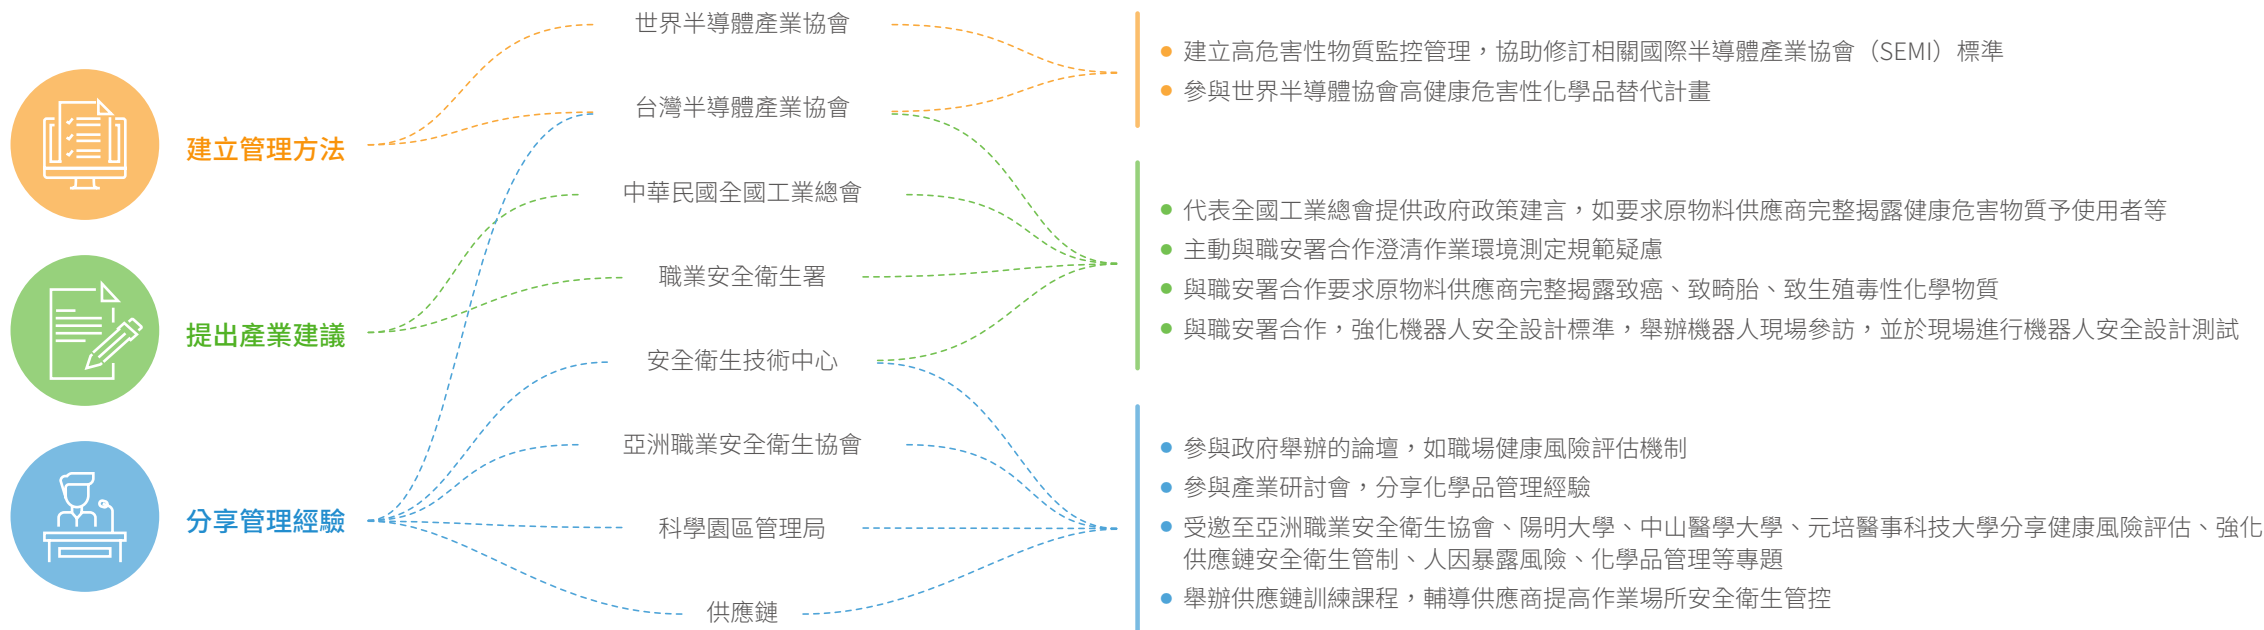 建立管理方法
提出產業建議
分享管理經驗
世界半導體產業協會
台灣半導體產業協會
中華民國全國工業總會
職業安全衛生署
安全衛生技術中心
亞洲職業安全衛生協會
科學園區管理局
供應鏈
建立高危害性物質監控管理，協助修訂相關國際半導體產業協會（SEMI）標準
參與世界半導體協會高健康危害性化學品替代計畫
代表全國工業總會提供政府政策建言，如要求原物料供應商完整揭露健康危害物質予使用者等
主動與職安署合作澄清作業環境測定規範疑慮
與職安署合作要求原物料供應商完整揭露致癌、致畸胎、致生殖毒性化學物質
與職安署合作，強化機器人安全設計標準，舉辦機器人現場參訪，並於現場進行機器人安全設計測試
參與政府舉辦的論壇，如職場健康風險評估機制
參與產業研討會，分享化學品管理經驗
受邀至亞洲職業安全衛生協會、陽明大學、中山醫學大學、元培醫事科技大學分享健康風險評估、強化
供應鏈安全衛生管制、人因暴露風險、化學品管理等專題
舉辦供應鏈訓練課程，輔導供應商提高作業場所安全衛生管控